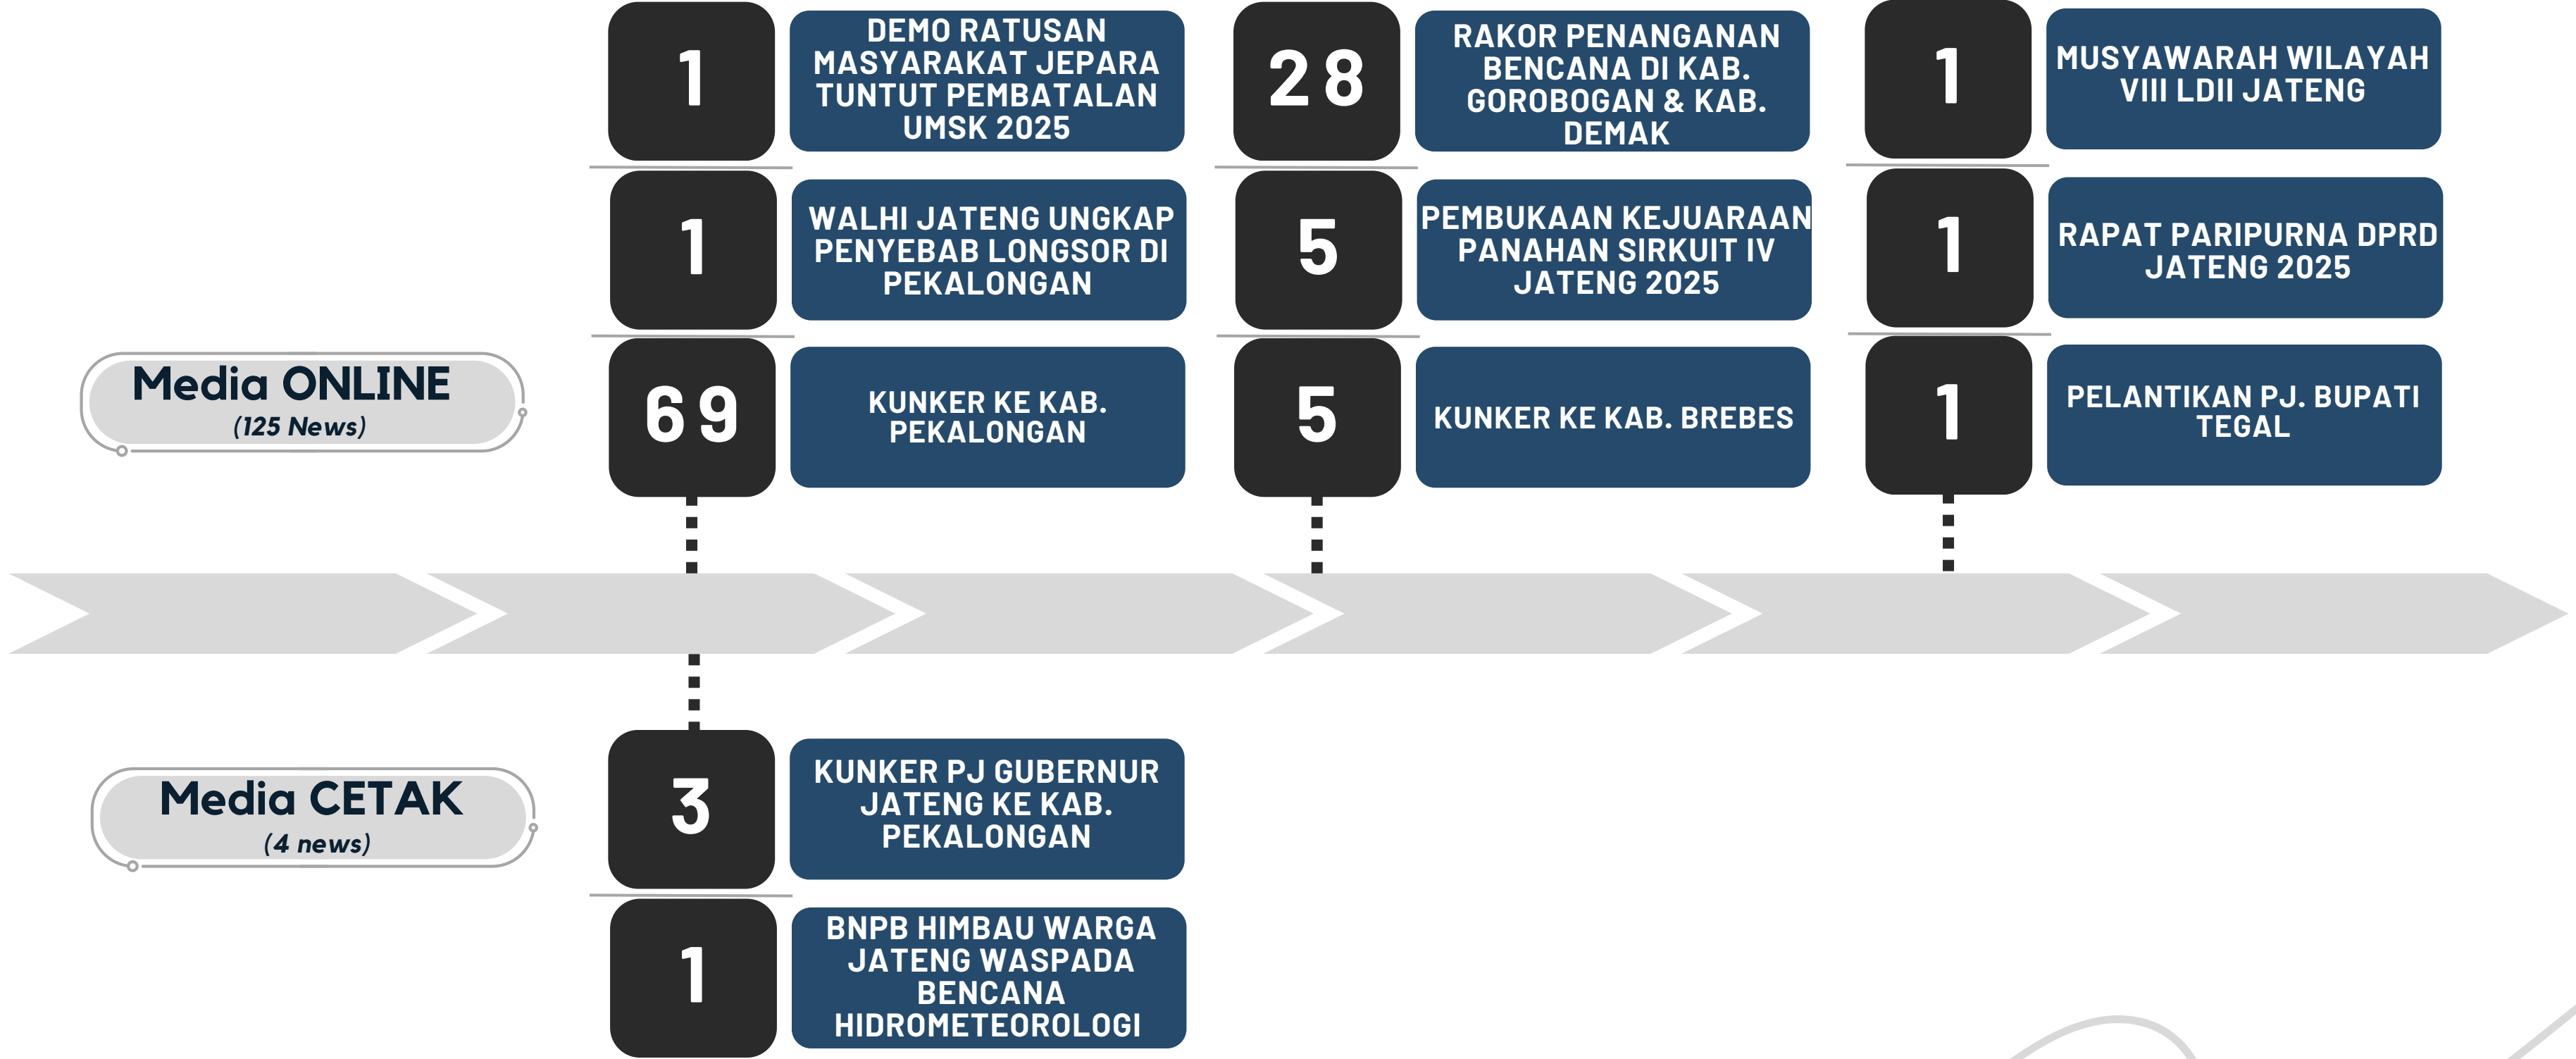 1
DEMO RATUSAN
MASYARAKAT JEPARA
TUNTUT PEMBATALAN
UMSK 2025
28
RAKOR PENANGANAN
BENCANA DI KAB.
GOROBOGAN & KAB.
DEMAK
1
MUSYAWARAH WILAYAH
VIII LDII JATENG
1
WALHI JATENG UNGKAP
PENYEBAB LONGSOR DI
PEKALONGAN
5
PEMBUKAAN KEJUARAAN
PANAHAN SIRKUIT IV
JATENG 2025
1
RAPAT PARIPURNA DPRD
JATENG 2025
Media ONLINE
(125 News)
69
KUNKER KE KAB.
PEKALONGAN
5
KUNKER KE KAB. BREBES
1
PELANTIKAN PJ. BUPATI
TEGAL
Media CETAK
(4 news)
3
KUNKER PJ GUBERNUR
JATENG KE KAB.
PEKALONGAN
1
BNPB HIMBAU WARGA
JATENG WASPADA
BENCANA
HIDROMETEOROLOGI